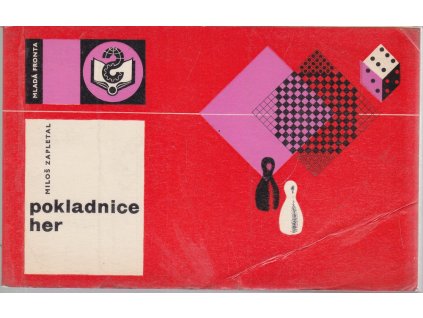 MLADÁ FRONTA
MILOŠ ZAPLETAL
pokladnice
her